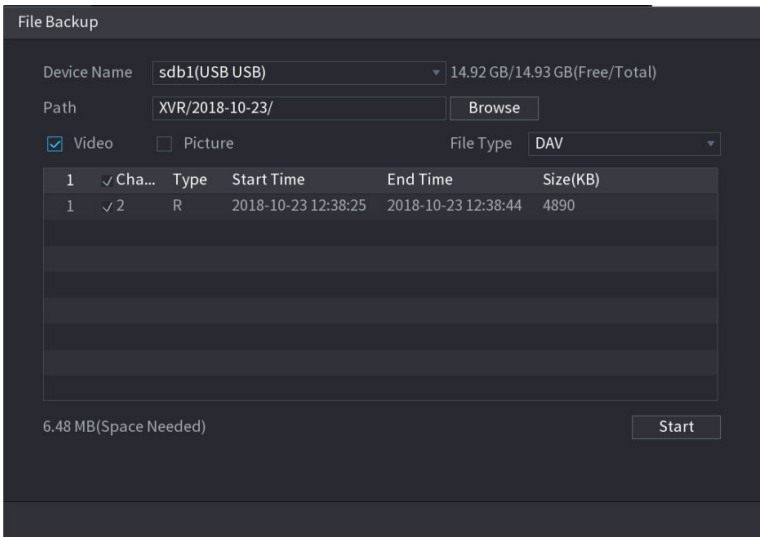 File Backup
Device Name sdb1(USB USB) 14.92 GB/14.93 GB(Free/Total)
Path XVR/2018-10-23/ Browse
Video Picture File Type DAV
1 Cha... Type Start Time End Time Size(KB)
1 2 R 2018-10-23 12:38:25 2018-10-23 12:38:44 4890
6.48 MB(Space Needed) Start